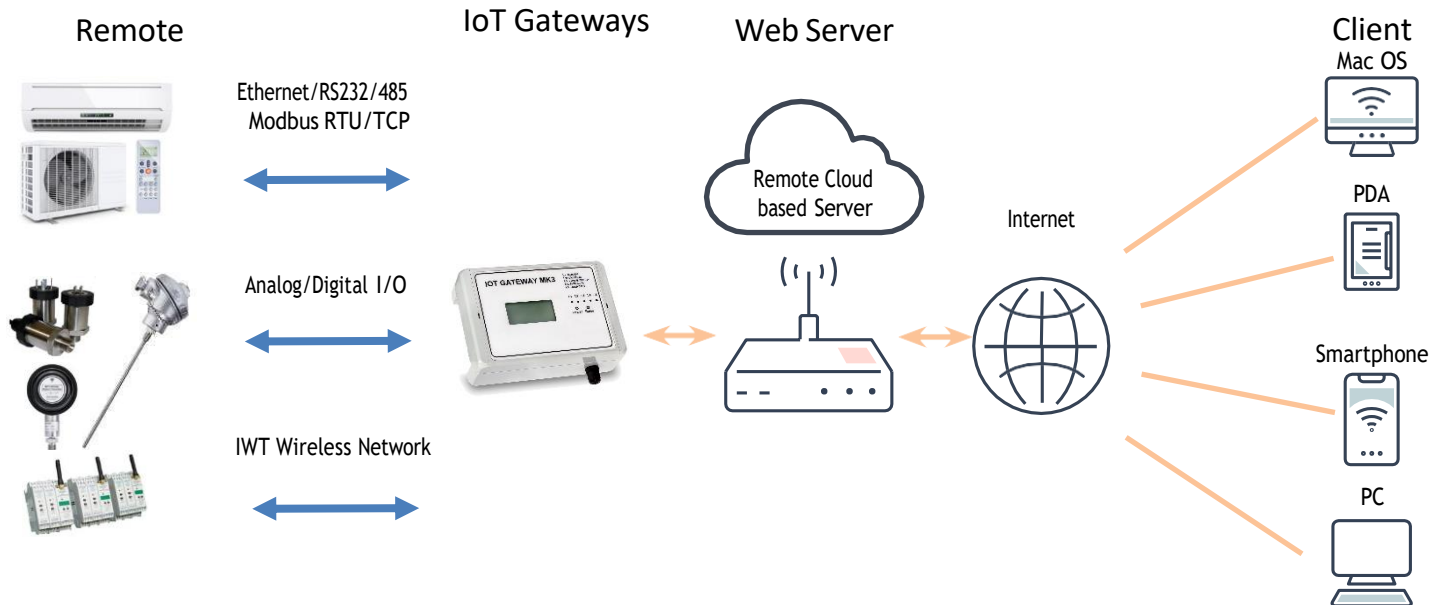 Remote
IoT Gateways
Web Server
Client
Mac OS
Ethernet/RS232/485
Modbus RTU/TCP
Remote Cloud
based Server
PDA
Internet
Analog/Digital I/O
IOT GATEWAY MK3
Smartphone
IWT Wireless Network
PC